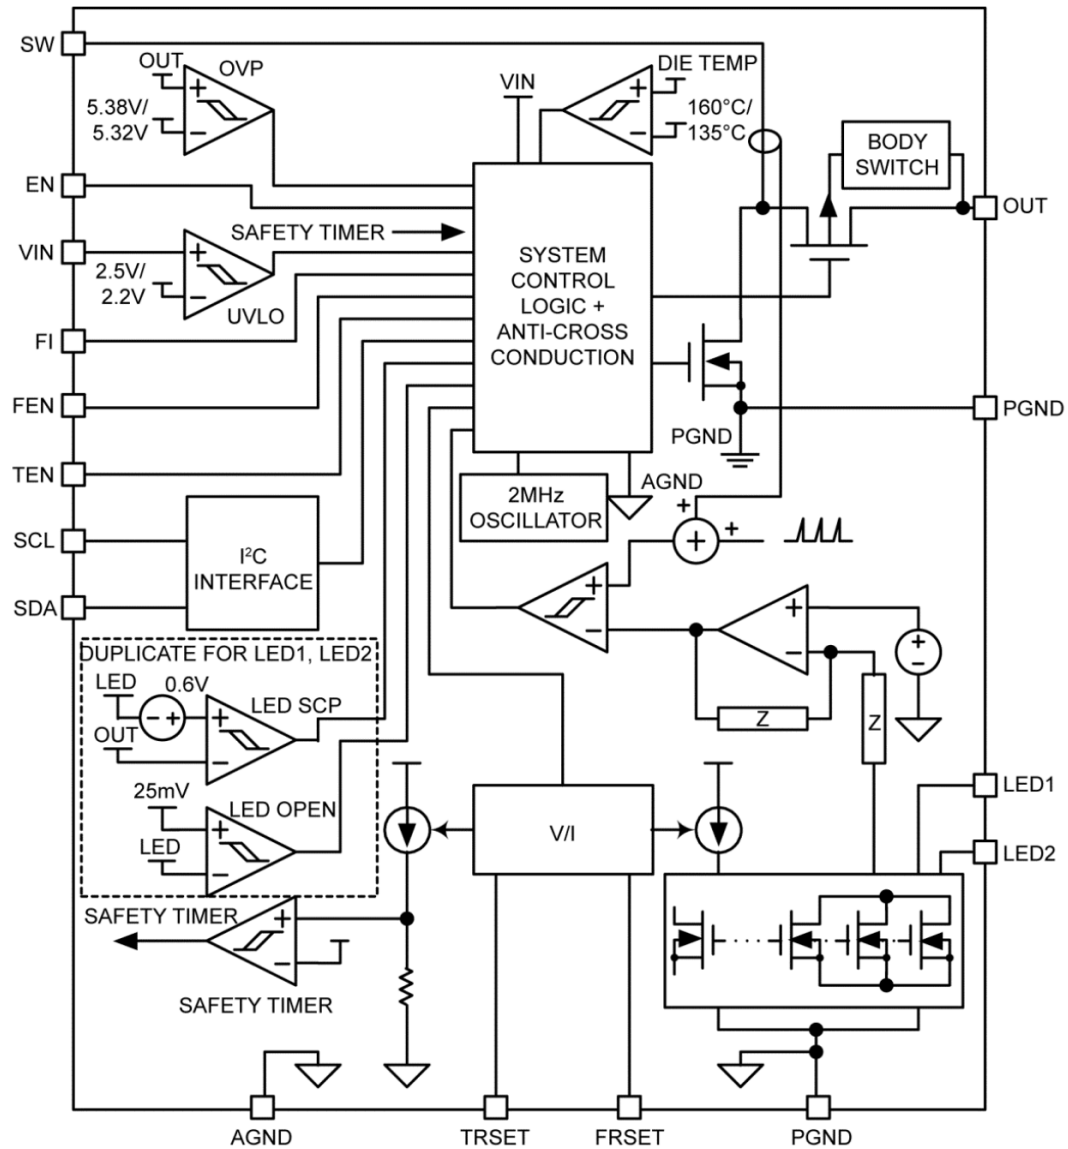 SW
OUT
OVP
+
5.38V/
5.32V
−
VIN
DIE TEMP
+
160°C/
135°C
−
BODY
SWITCH
EN
OUT
SAFETY TIMER
VIN
+
2.5V/
2.2V
−
UVLO
SYSTEM
CONTROL
LOGIC +
ANTI-CROSS
CONDUCTION
FI
FEN
PGND
PGND
TEN
AGND
2MHz
OSCILLATOR
+
+
+
SCL
I²C
INTERFACE
SDA
+
−
+
−
+
−
DUPLICATE FOR LED1, LED2
LED
0.6V
− +
+
LED SCP
OUT
−
Z
Z
25mV
LED OPEN
+
LED
−
V/I
LED1
LED2
SAFETY TIMER
+
−
SAFETY TIMER
AGND
TRSET
FRSET
PGND